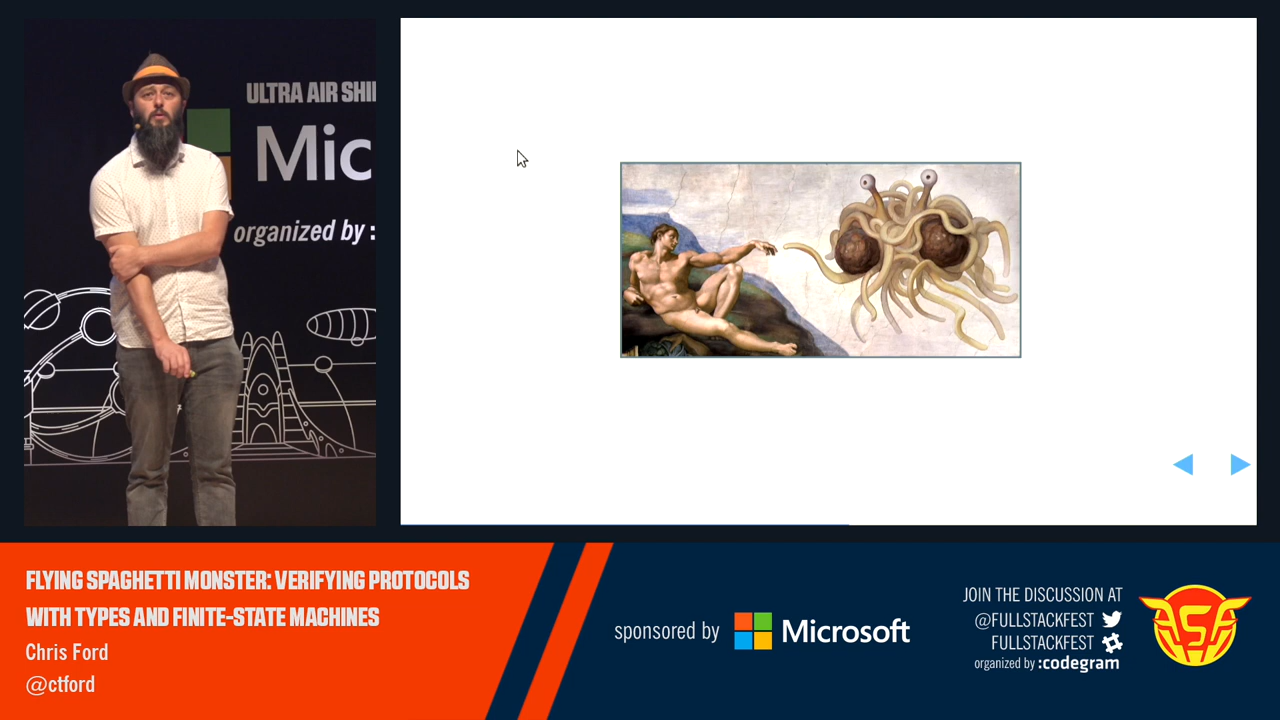 ULTRA AIR SHI
Mic
organized by :
FLYING SPAGHETTI MONSTER: VERIFYING PROTOCOLS
WITH TYPES AND FINITE-STATE MACHINES
Chris Ford
@ctford
sponsored by Microsoft
JOIN THE DISCUSSION AT
@FULLSTACKFEST
FULLSTACKFEST
organized by :codegram
FSF